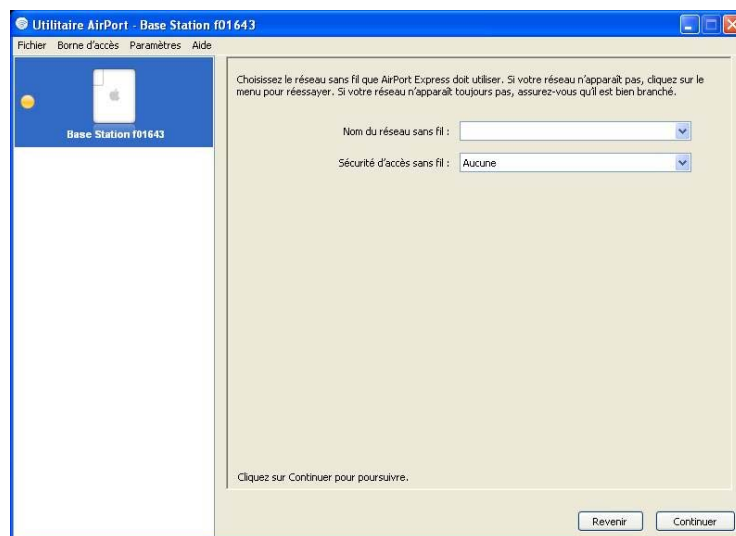 Utilitaire AirPort - Base Station f01643
Fichier Borne d'accès Paramètres Aide
Base Station f01643
Choisissez le réseau sans fil que AirPort Express doit utiliser. Si votre réseau n'apparaît pas, cliquez sur le
menu pour réessayer. Si votre réseau n'apparaît toujours pas, assurez-vous qu'il est bien branché.
Nom du réseau sans fil :
Sécurité d'accès sans fil : Aucune
Cliquez sur Continuer pour poursuivre.
Revenir Continuer